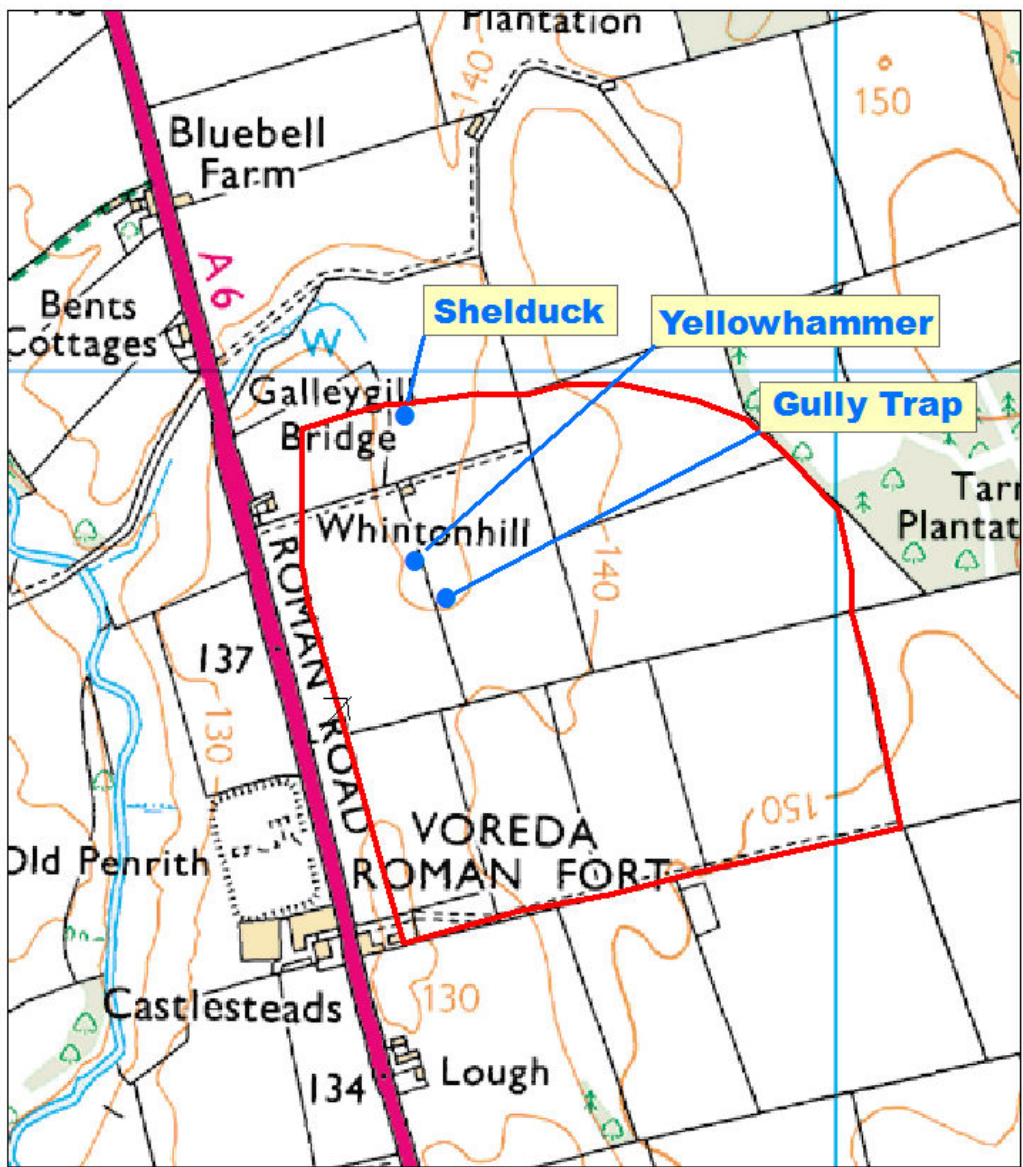 Plantation
140
150
Bluebell
Farm
A6
Bents
Cottages
W
Shelduck
Yellowhammer
Galleygill
Bridge
Gully Trap
Whintonhill
Tarn
Plantat
140
ROMAN ROAD
137
130
150
VOREDA
ROMAN FORT
Old Penrith
Castlesteads
130
134
Lough